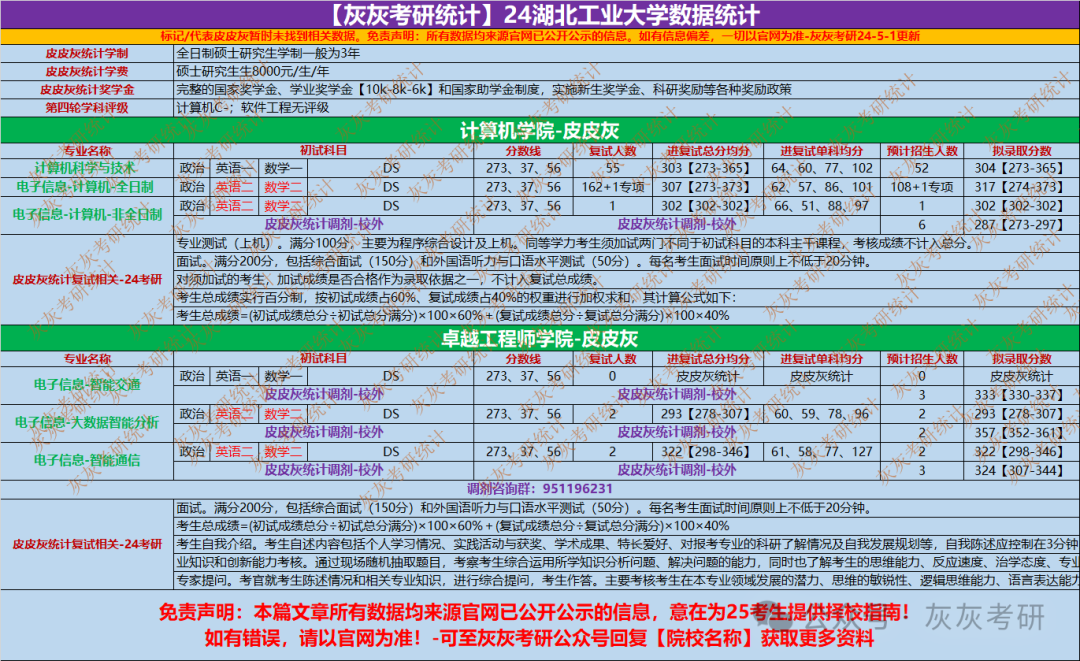 【灰灰考研统计】24湖北工业大学数据统计
标记/代表皮皮灰暂时未找到相关数据。免责声明：所有数据均来源官网已公开公示的信息。如有信息偏差，一切以官网为准-灰灰考研24-5-1更新
皮皮灰统计学制 全日制硕士研究生学制一般为3年
皮皮灰统计学费 硕士研究生生8000元/生/年
皮皮灰统计奖学金 完整的国家奖学金、学业奖学金【10k-8k-6k】和国家助学金制度，实施新生奖学金、科研奖励等各种奖励政策
第四轮学科评级 计算机C-；软件工程无评级
计算机学院-皮皮灰
专业名称 初试科目 分数线 复试人数 进复试总分均分 进复试单科均分 预计招生人数 拟录取分数
计算机科学与技术 政治 英语一 数学一 DS 273、37、56 55 303【273-365】 64、60、77、102 52 304【273-365】
电子信息-计算机-全日制 政治 英语二 数学二 DS 273、37、56 162+1专项 307【273-373】 62、57、86、101 108+1专项 317【274-373】
电子信息-计算机-非全日制 政治 英语二 数学二 DS 273、37、56 1 302【302-302】 66、51、88、97 1 302【302-302】
皮皮灰统计调剂-校外 皮皮灰统计调剂-校外 6 287【273-297】
皮皮灰统计复试相关-24考研
专业测试（上机）。满分100分，主要为程序综合设计及上机。同等学力考生须加试两门不同于初试科目的本科主干课程，考核成绩不计入总分。
面试。满分200分，包括综合面试（150分）和外国语听力与口语水平测试（50分）。每名考生面试时间原则上不低于20分钟。
对须加试的考生，加试成绩是否合格作为录取依据之一，不计入复试总成绩。
考生总成绩实行百分制，按初试成绩占60%、复试成绩占40%的权重进行加权求和，其计算公式如下：
考生总成绩=(初试成绩总分÷初试总分满分)×100×60%＋(复试成绩总分÷复试总分满分)×100×40%
卓越工程师学院-皮皮灰
专业名称 初试科目 分数线 复试人数 进复试总分均分 进复试单科均分 预计招生人数 拟录取分数
电子信息-智能交通 政治 英语一 数学一 DS 273、37、56 0 皮皮灰统计 皮皮灰统计 0 皮皮灰统计
皮皮灰统计调剂-校外 皮皮灰统计调剂-校外 3 333【330-337】
电子信息-大数据智能分析 政治 英语二 数学二 DS 273、37、56 2 293【278-307】 60、59、78、96 2 293【278-307】
皮皮灰统计调剂-校外 皮皮灰统计调剂-校外 2 357【352-361】
电子信息-智能通信 政治 英语二 数学二 DS 273、37、56 2 322【298-346】 61、58、77、127 2 322【298-346】
皮皮灰统计调剂-校外 皮皮灰统计调剂-校外 3 324【307-344】
调剂咨询群：951196231
皮皮灰统计复试相关-24考研
面试。满分200分，包括综合面试（150分）和外国语听力与口语水平测试（50分）。每名考生面试时间原则上不低于20分钟。
考生总成绩=(初试成绩总分÷初试总分满分)×100×60%＋(复试成绩总分÷复试总分满分)×100×40%
考生自我介绍。考生自述内容包括个人学习情况、实践活动与获奖、学术成果、特长爱好、对报考专业的科研了解情况及自我发展规划等，自我陈述应控制在3分钟
业知识和创新能力考核。通过现场随机抽取题目，考察考生综合运用所学知识分析问题、解决问题的能力，同时也了解考生的思维能力、反应速度、治学态度、专业
专家提问。考官就考生陈述情况和相关专业知识，进行综合提问，考生作答。主要考核考生在本专业领域发展的潜力、思维的敏锐性、逻辑思维能力、语言表达能力
免责声明：本篇文章所有数据均来源官网已公开公示的信息，意在为25考生提供择校指南！
如有错误，请以官网为准！-可至灰灰考研公众号回复【院校名称】获取更多资料
公众号 灰灰考研